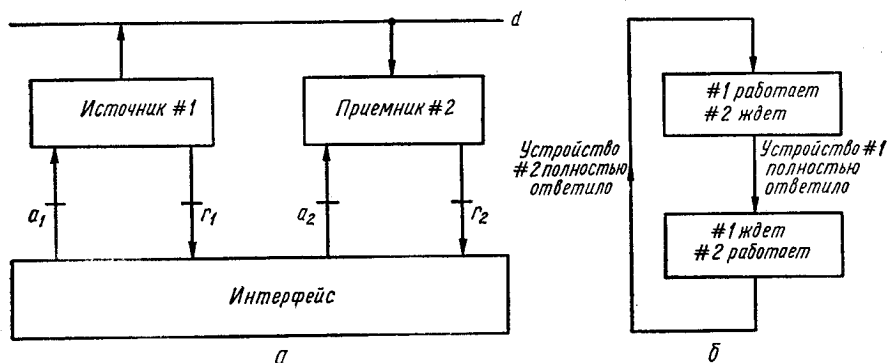 d
Источник #1
Приемник #2
a₁
r₁
a₂
r₂
Интерфейс
а
#1 работает
#2 ждет
Устройство
#2 полностью
ответило
Устройство #1
полностью
ответило
#1 ждет
#2 работает
б